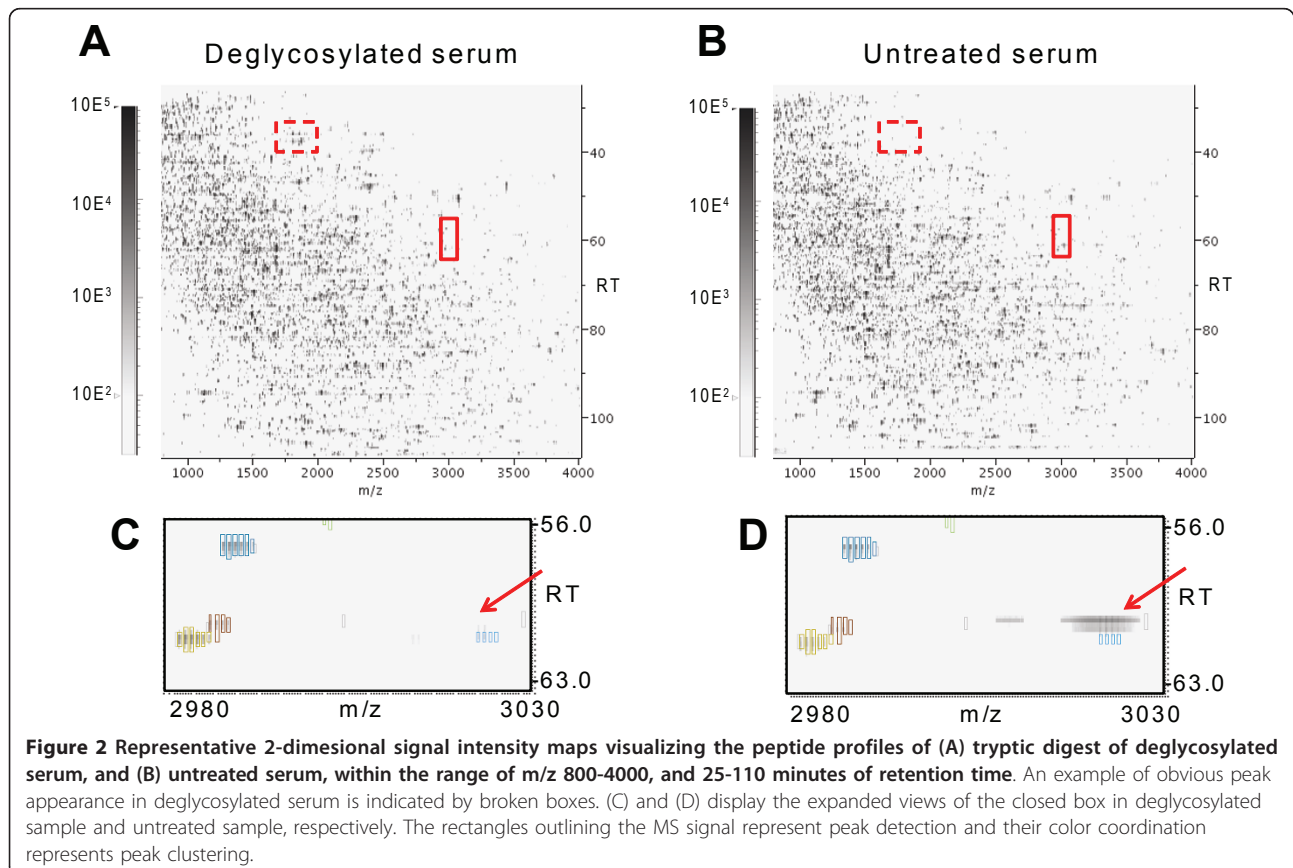 A
Deglycosylated serum
B
Untreated serum
10E⁵
10E⁴
10E³
10E²
40
60
RT
80
100
1000 1500 2000 2500 3000 3500 4000
m/z
10E⁵
10E⁴
10E³
10E²
40
60
RT
80
100
1000 1500 2000 2500 3000 3500 4000
m/z
C
56.0
RT
63.0
2980 m/z 3030
D
56.0
RT
63.0
2980 m/z 3030
Figure 2 Representative 2-dimesional signal intensity maps visualizing the peptide profiles of (A) tryptic digest of deglycosylated
serum, and (B) untreated serum, within the range of m/z 800-4000, and 25-110 minutes of retention time. An example of obvious peak
appearance in deglycosylated serum is indicated by broken boxes. (C) and (D) display the expanded views of the closed box in deglycosylated
sample and untreated sample, respectively. The rectangles outlining the MS signal represent peak detection and their color coordination
represents peak clustering.